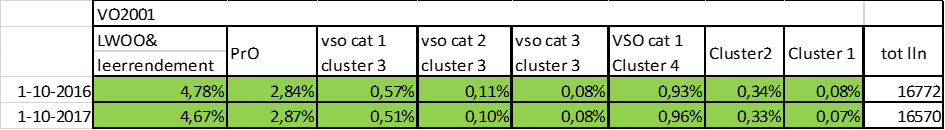 VO2001
LWOO& leerrendement PrO vso cat 1 cluster 3 vso cat 2 cluster 3 vso cat 3 cluster 3 VSO cat 1 Cluster 4 Cluster2 Cluster 1 tot lln
1-10-2016 4,78% 2,84% 0,57% 0,11% 0,08% 0,93% 0,34% 0,08% 16772
1-10-2017 4,67% 2,87% 0,51% 0,10% 0,08% 0,96% 0,33% 0,07% 16570